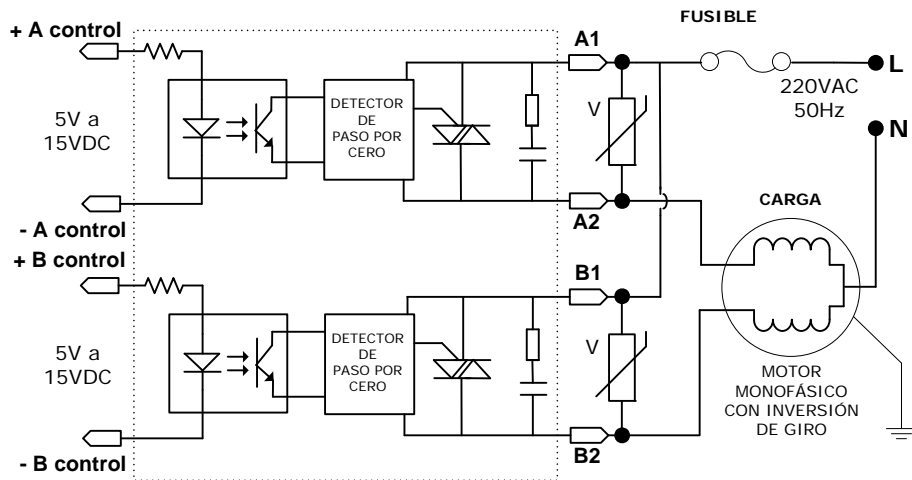 FUSIBLE
+ A control
A1
L
220VAC
50Hz
5V a
15VDC
DETECTOR
DE
PASO POR
CERO
V
N
- A control
A2
CARGA
+ B control
B1
5V a
15VDC
DETECTOR
DE
PASO POR
CERO
V
MOTOR
MONOFÁSICO
CON INVERSIÓN
DE GIRO
- B control
B2